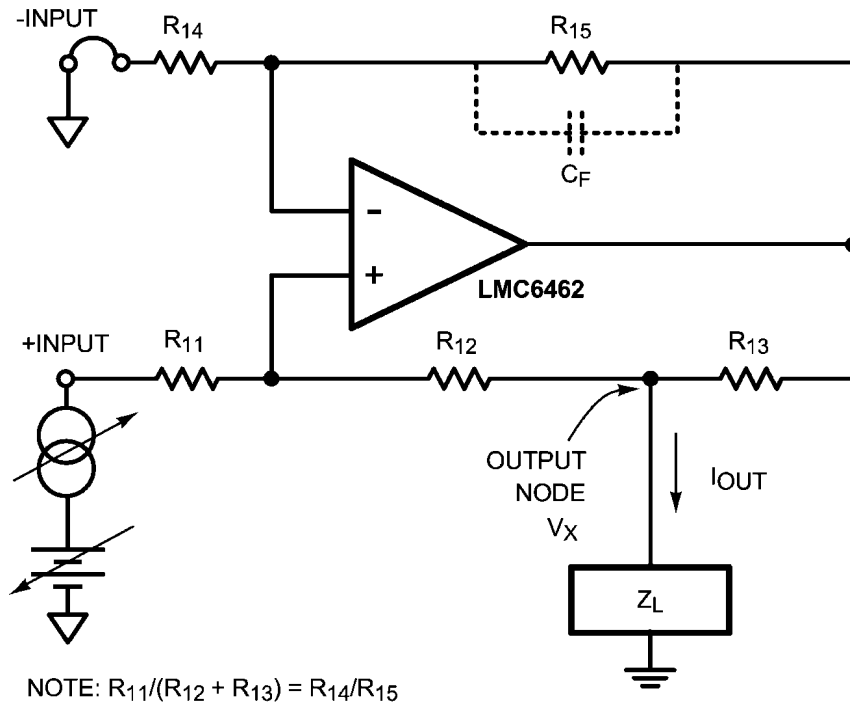 -INPUT
R14
R15
CF
-
+
LMC6462
+INPUT
R11
R12
R13
OUTPUT
NODE
VX
IOUT
ZL
NOTE: R11/(R12 + R13) = R14/R15